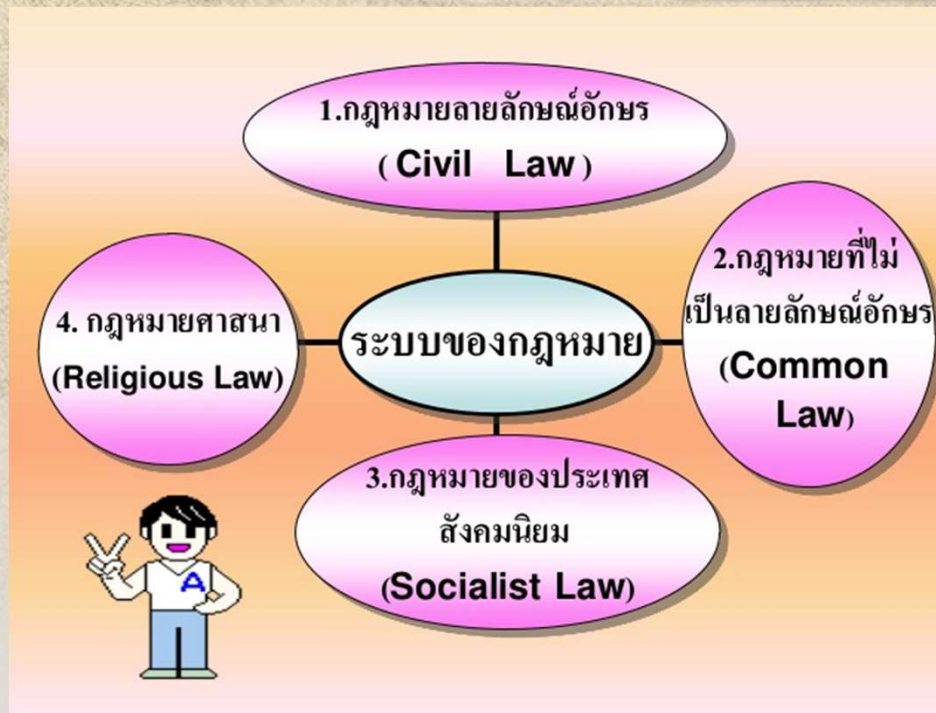 1.กฎหมายลายลักษณ์อักษร
( Civil Law )
2.กฎหมายที่ไม่
เป็นลายลักษณ์อักษร
(Common
Law)
4. กฎหมายศาสนา
(Religious Law)
ระบบของกฎหมาย
3.กฎหมายของประเทศ
สังคมนิยม
(Socialist Law)
A